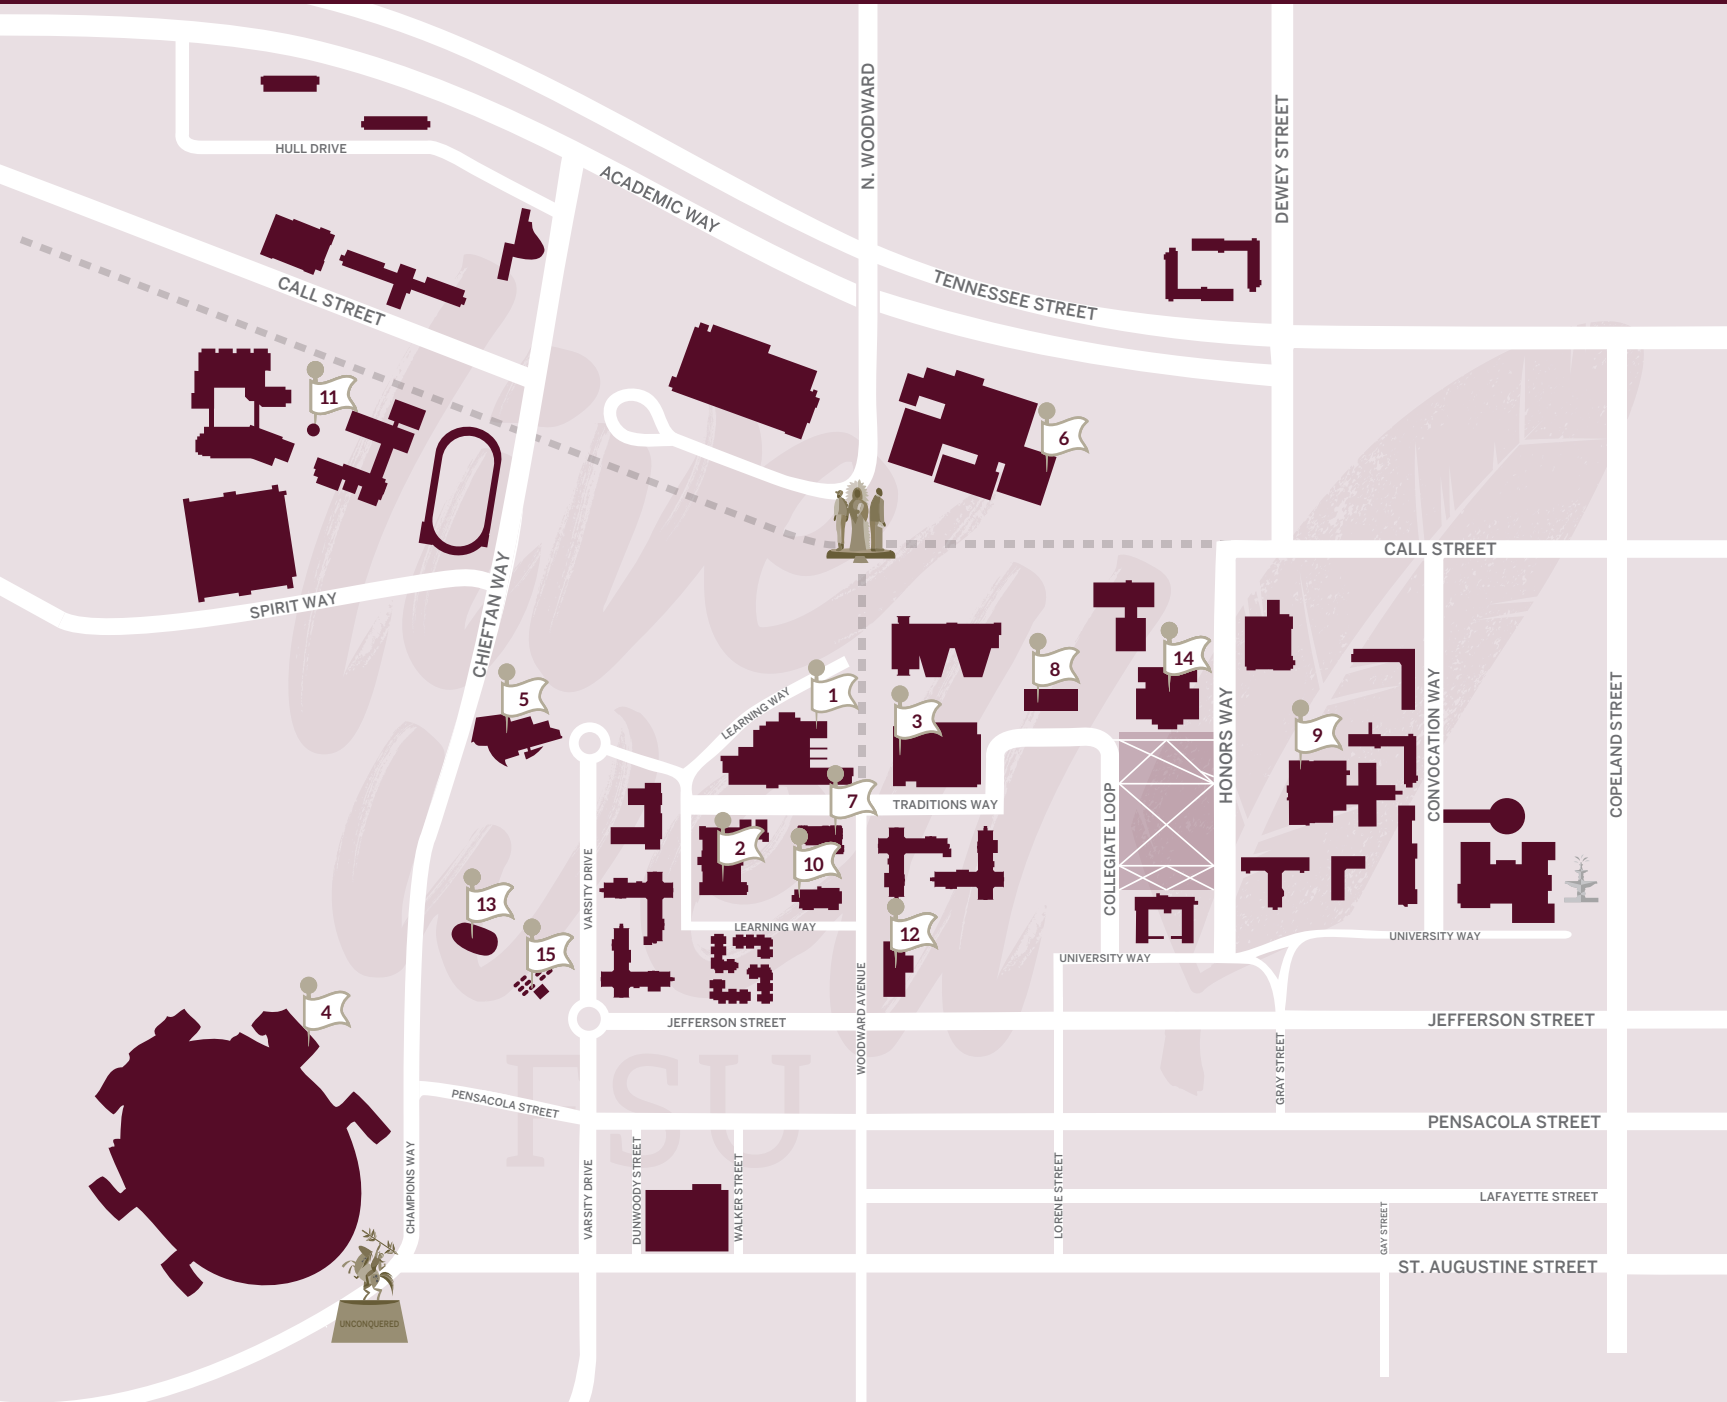 N. WOODWARD
DEWEY STREET
HULL DRIVE
ACADEMIC WAY
TENNESSEE STREET
CALL STREET
11
6
CALL STREET
SPIRIT WAY
CHIEFTAN WAY
5
LEARNING WAY
1
3
8
14
HONORS WAY
9
CONVOCATION WAY
COPELAND STREET
7
TRADITIONS WAY
COLLEGIATE LOOP
2
10
VARSITY DRIVE
13
15
LEARNING WAY
12
UNIVERSITY WAY
UNIVERSITY WAY
4
JEFFERSON STREET
WOODWARD AVENUE
JEFFERSON STREET
GRAY STREET
FSU
PENSACOLA STREET
PENSACOLA STREET
CHAMPIONS WAY
VARSITY DRIVE
DUNWOODY STREET
WALKER STREET
LORENE STREET
LAFAYETTE STREET
GAY STREET
ST. AUGUSTINE STREET
UNCONQUERED